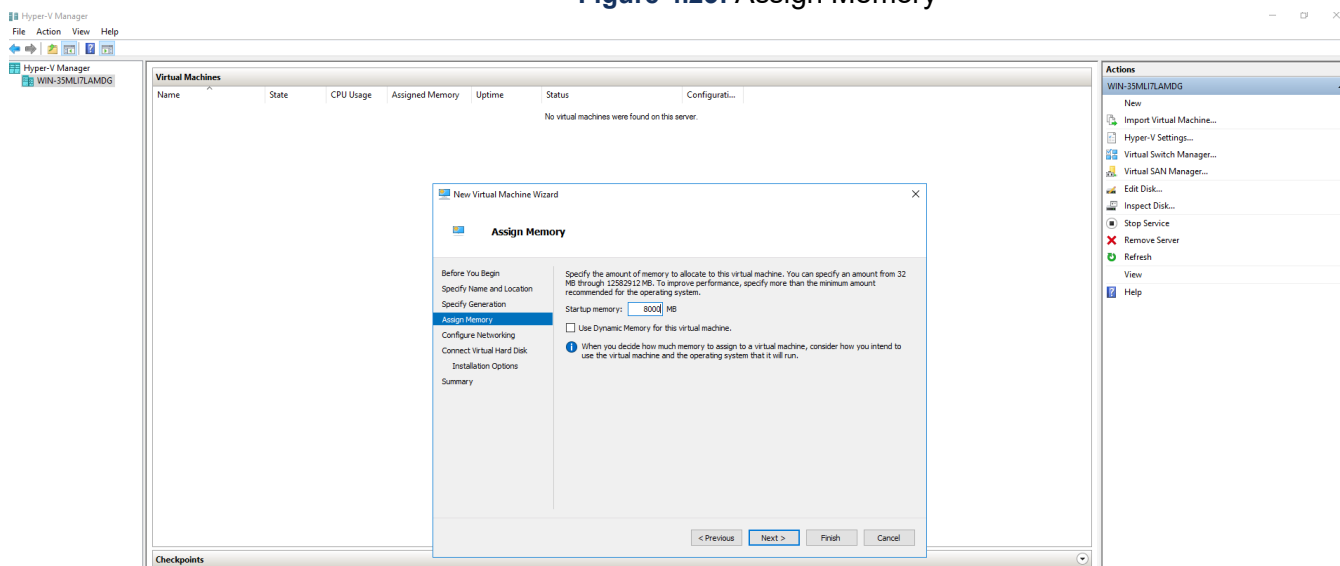 Figure 4.28: Assign Memory
Hyper-V Manager
File Action View Help
Hyper-V Manager
WIN-35MLI7LAMDG
Virtual Machines
Name State CPU Usage Assigned Memory Uptime Status Configurati...
No virtual machines were found on this server.
New Virtual Machine Wizard
Assign Memory
Before You Begin
Specify Name and Location
Specify Generation
Assign Memory
Configure Networking
Connect Virtual Hard Disk
Installation Options
Summary
Specify the amount of memory to allocate to this virtual machine. You can specify an amount from 32
MB through 12582912 MB. To improve performance, specify more than the minimum amount
recommended for the operating system.
Startup memory: 8000 MB
Use Dynamic Memory for this virtual machine.
When you decide how much memory to assign to a virtual machine, consider how you intend to
use the virtual machine and the operating system that it will run.
< Previous Next > Finish Cancel
Checkpoints
Actions
WIN-35MLI7LAMDG
New
Import Virtual Machine...
Hyper-V Settings...
Virtual Switch Manager...
Virtual SAN Manager...
Edit Disk...
Inspect Disk...
Stop Service
Remove Server
Refresh
View
Help